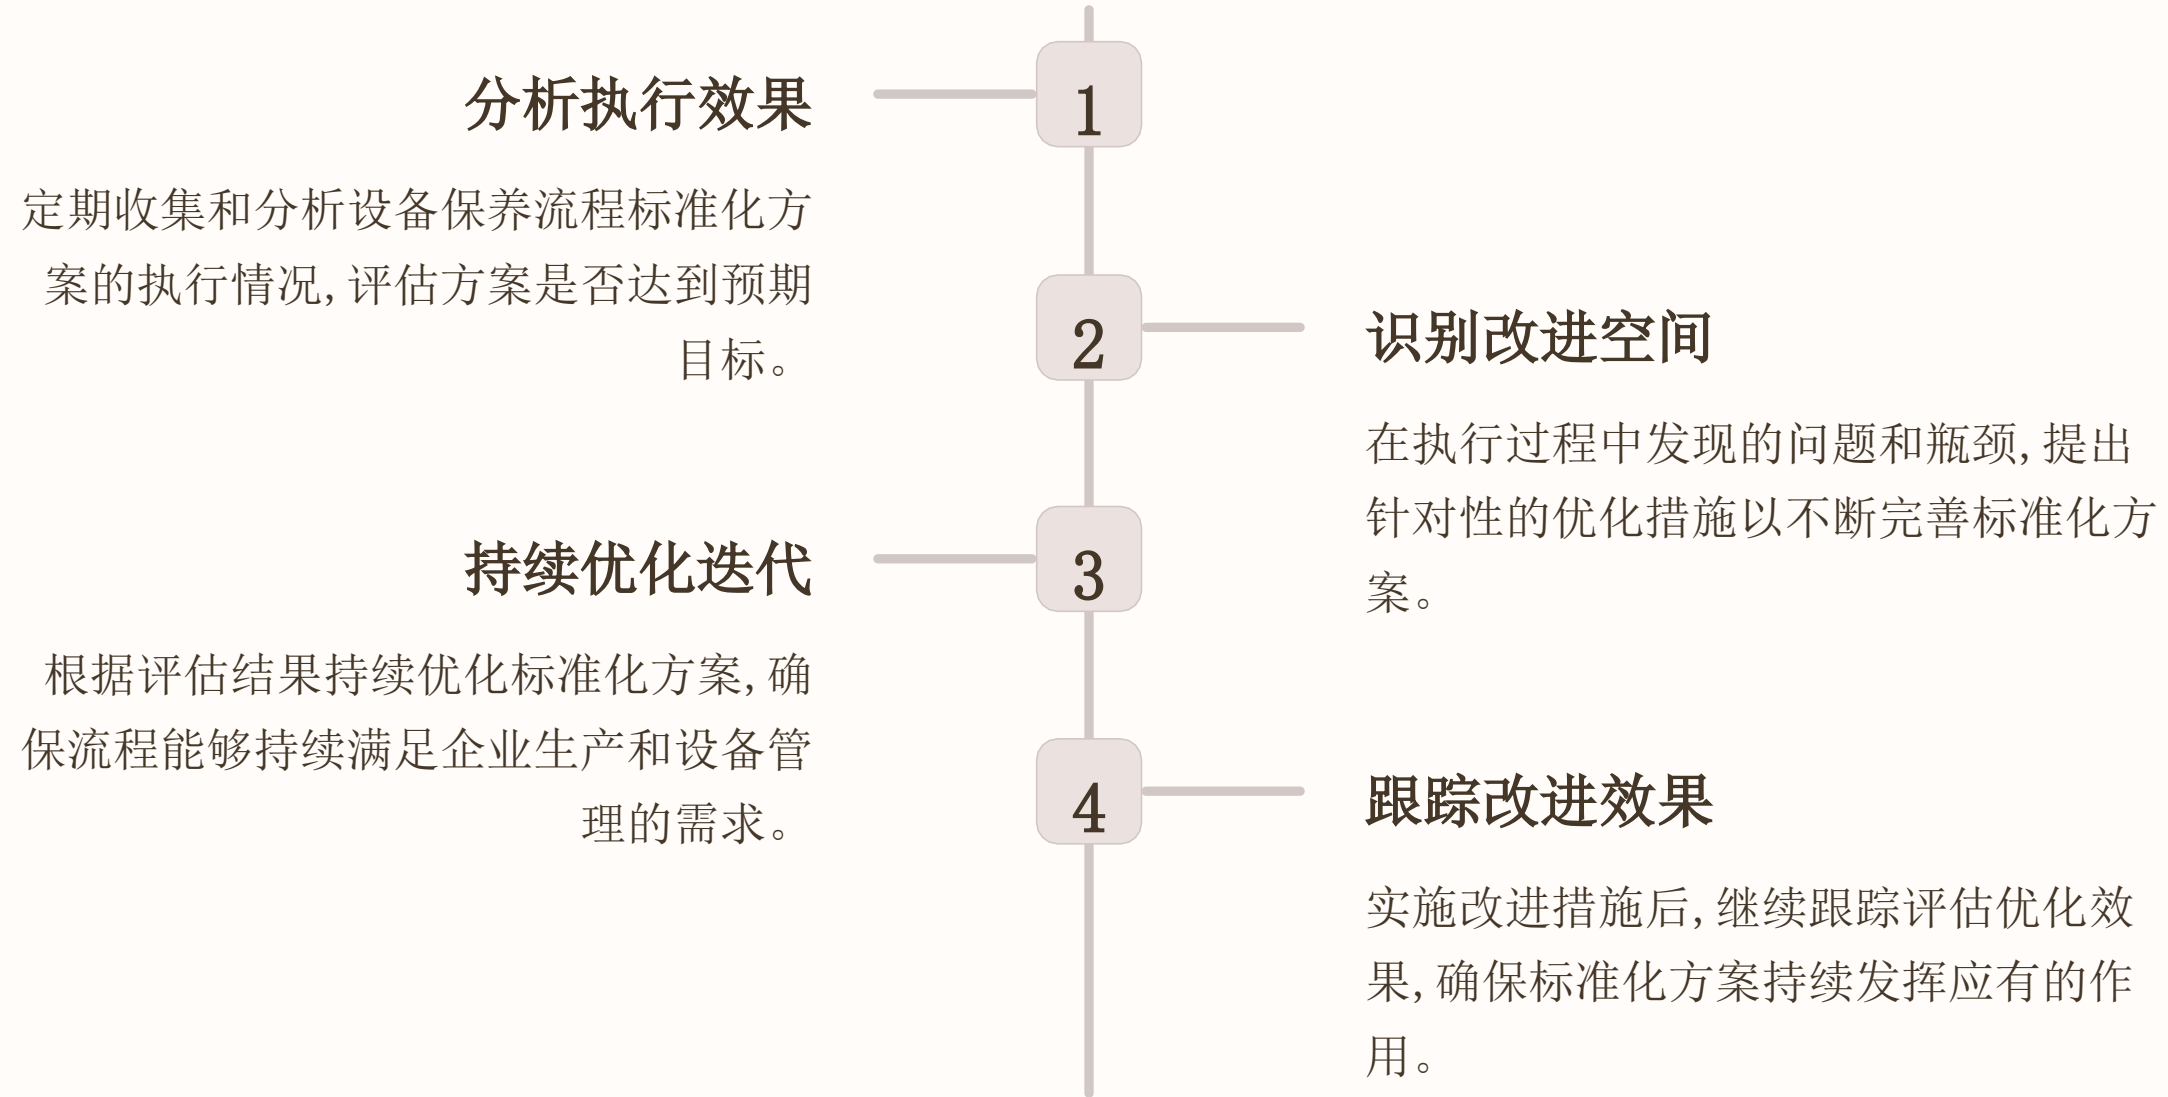 1
分析执行效果
定期收集和分析设备保养流程标准化方
案的执行情况,评估方案是否达到预期
目标。
2
识别改进空间
在执行过程中发现的问题和瓶颈,提出
针对性的优化措施以不断完善标准化方
案。
3
持续优化迭代
根据评估结果持续优化标准化方案,确
保流程能够持续满足企业生产和设备管
理的需求。
4
跟踪改进效果
实施改进措施后,继续跟踪评估优化效
果,确保标准化方案持续发挥应有的作
用。